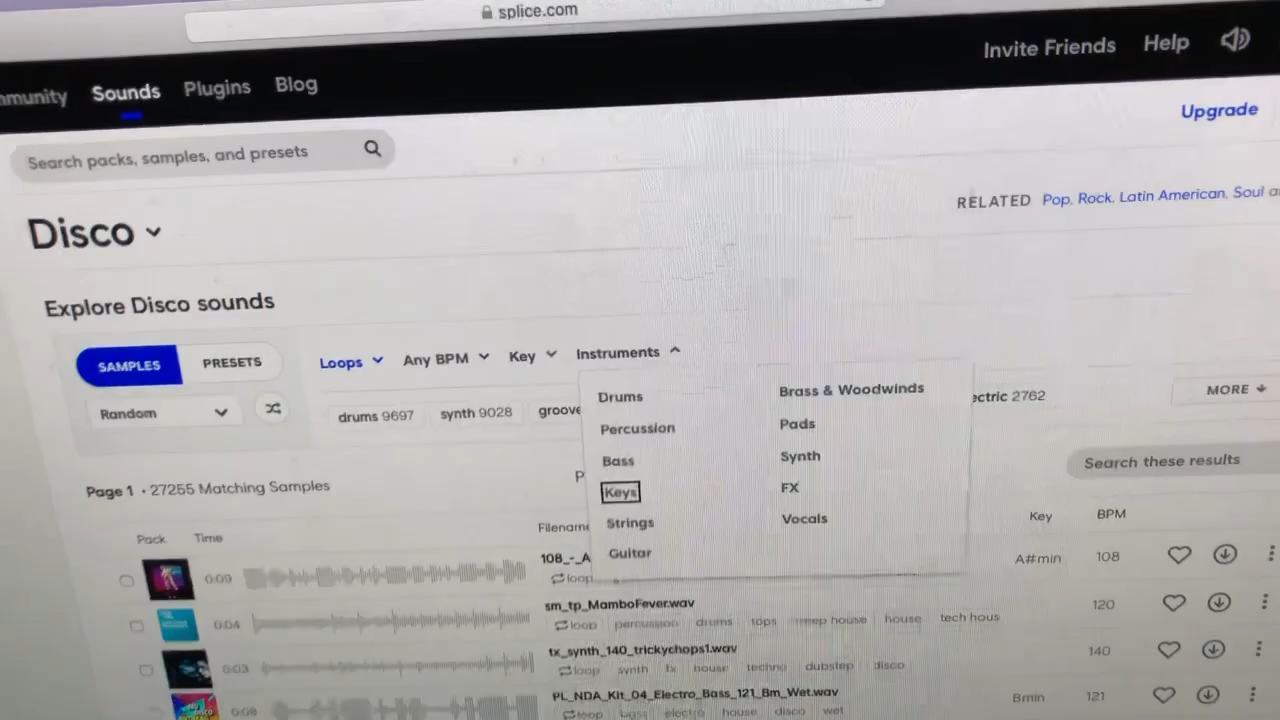 splice.com
Sounds Plugins Blog Invite Friends Help
Upgrade
Search packs, samples, and presets
RELATED Pop, Rock, Latin American, Soul
Disco
Explore Disco sounds
SAMPLES PRESETS Loops Any BPM Key Instruments
Random
drums 9697 synth 9028 groove 2762 MORE
Drums
Percussion
Bass
Keys
Strings
Guitar
Brass & Woodwinds
Pads
Synth
FX
Vocals
Page 1 • 27255 Matching Samples
Search these results
Pack Time Filename Key BPM
0:09 108_-_A A#min 108
loop
0:04 sm_tp_MamboFever.wav 120
loop percussion drums tops deep house house tech hous
0:03 tx_synth_140_trickychops1.wav 140
loop synth fx house techno dubstep disco
0:08 PL_NDA_Kit_04_Electro_Bass_121_Bm_Wet.wav Bmin 121
loop bass electro house disco wet